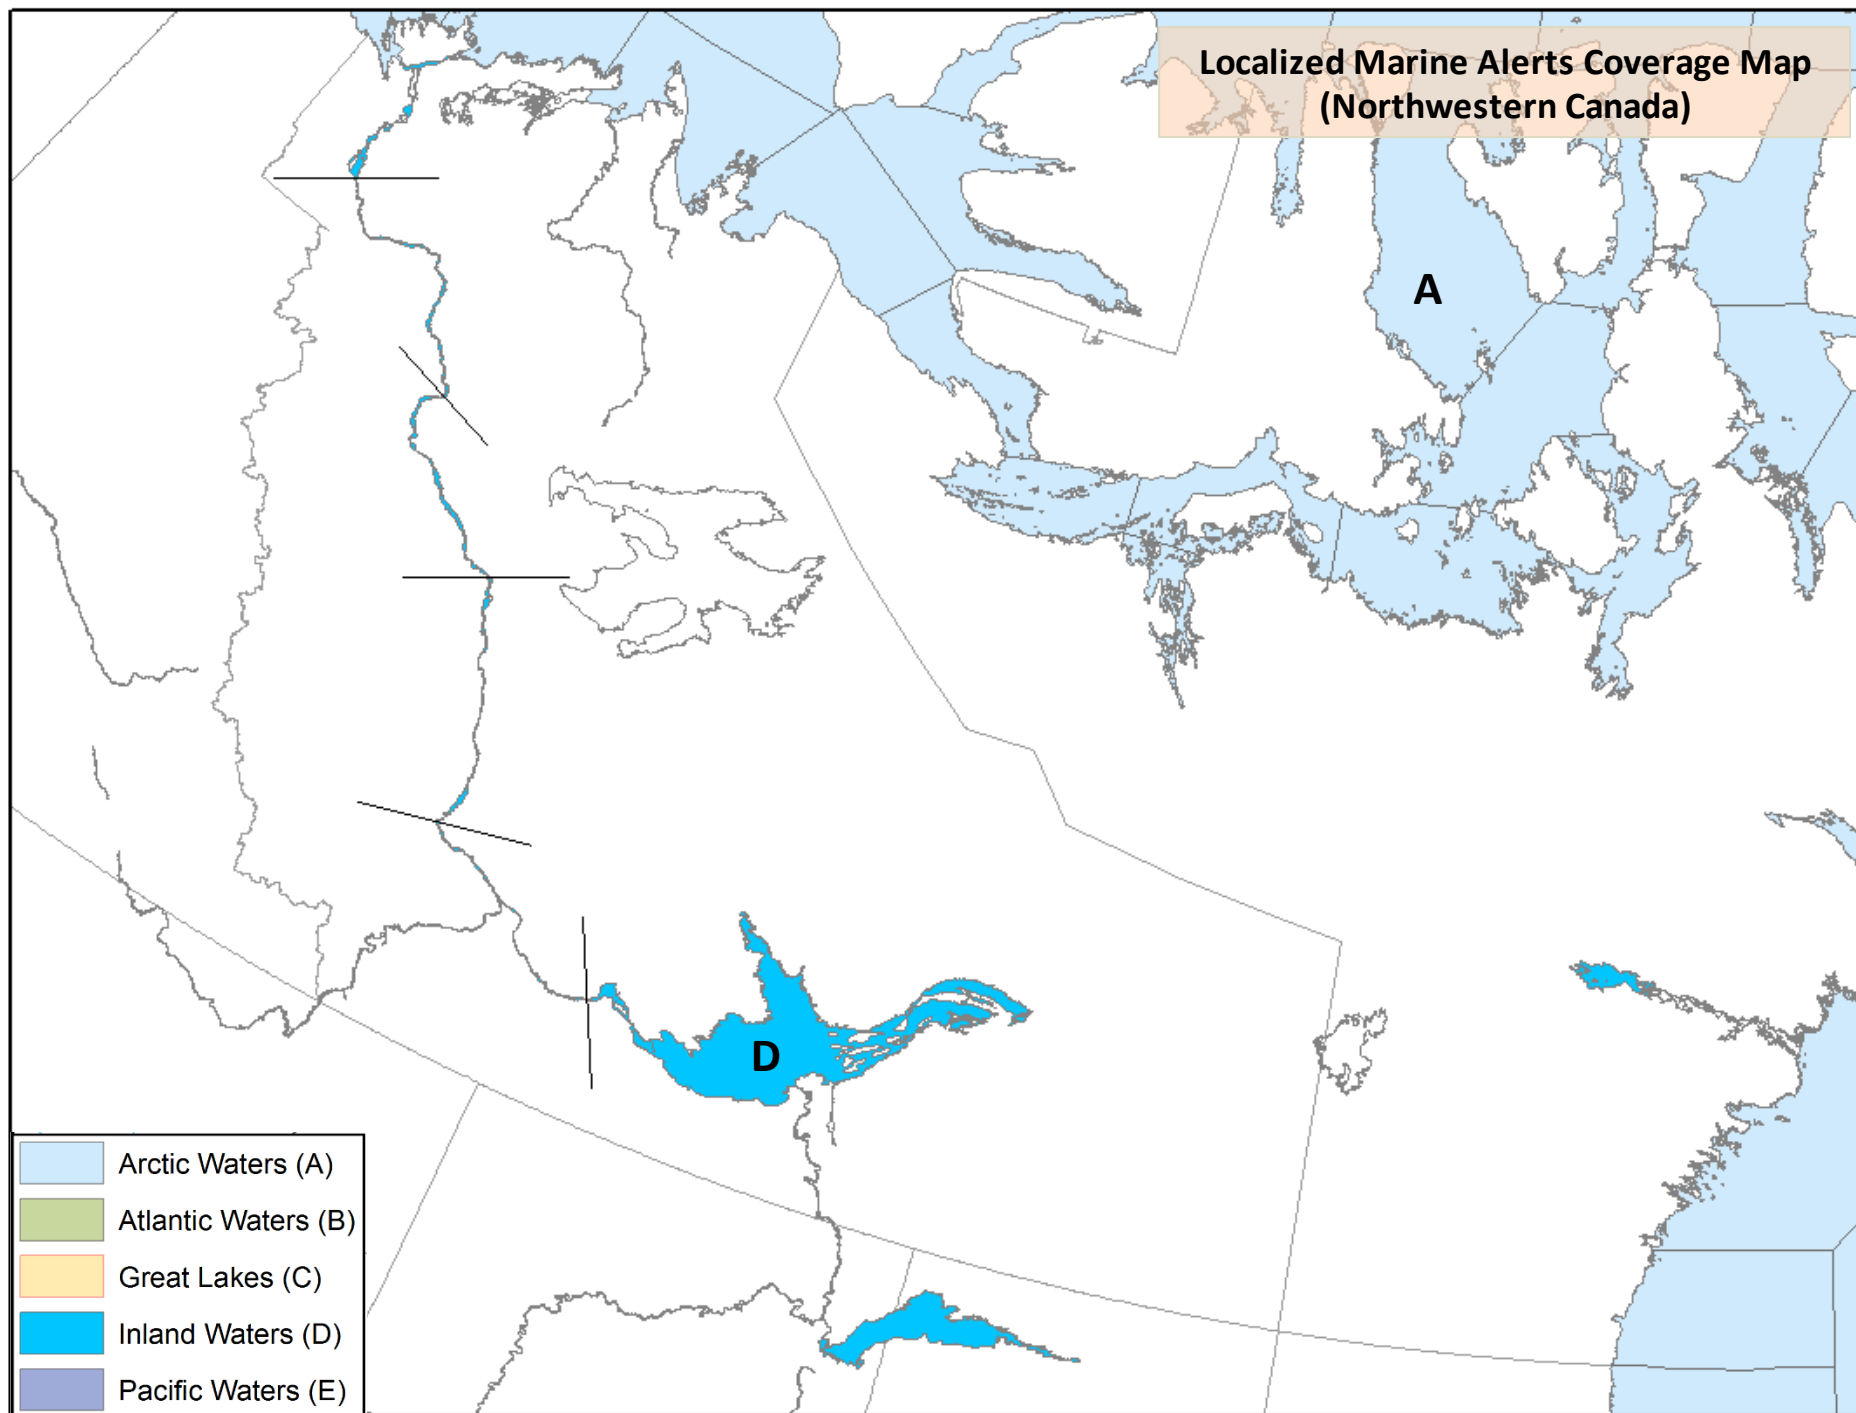 Localized Marine Alerts Coverage Map
(Northwestern Canada)
A
D
Arctic Waters (A)
Atlantic Waters (B)
Great Lakes (C)
Inland Waters (D)
Pacific Waters (E)